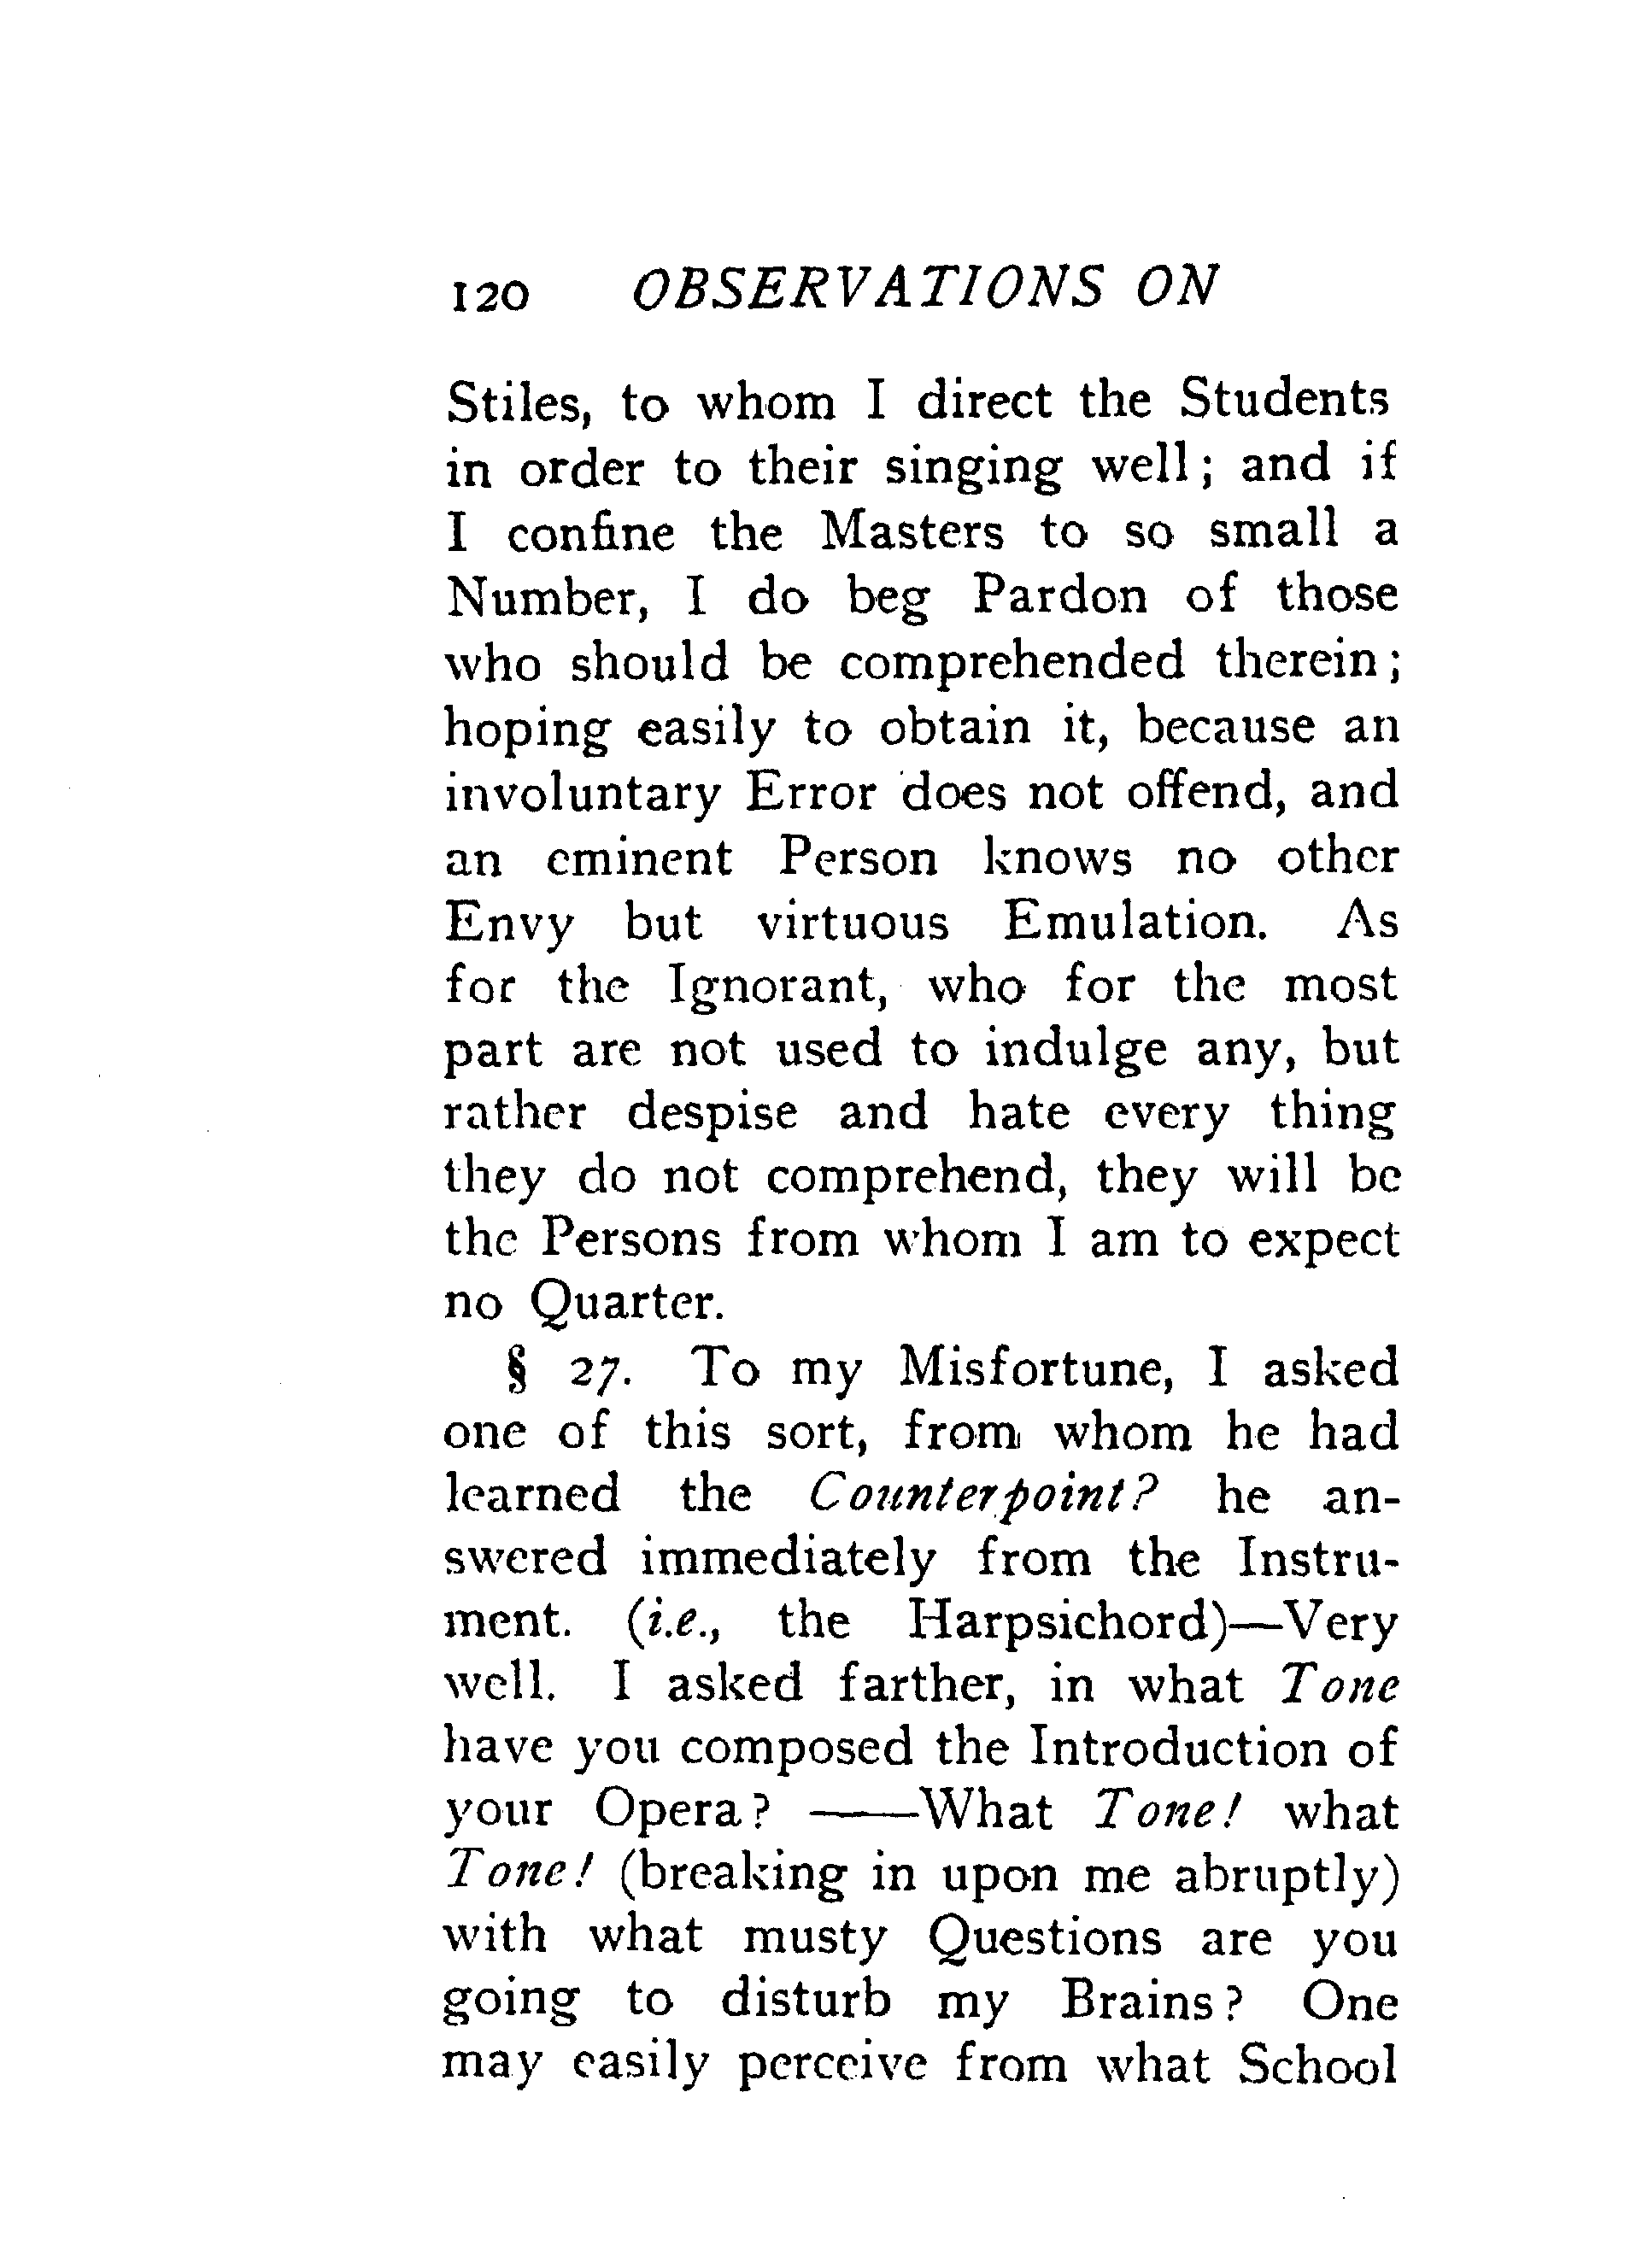 120 OBSERVATIONS ON
Stiles, to whom I direct the Students
in order to their singing well; and if
I confine the Masters to so small a
Number, I do beg Pardon of those
who should be comprehended therein;
hoping easily to obtain it, because an
involuntary Error does not offend, and
an eminent Person knows no other
Envy but virtuous Emulation. As
for the Ignorant, who for the most
part are not used to indulge any, but
rather despise and hate every thing
they do not comprehend, they will be
the Persons from whom I am to expect
no Quarter.
§ 27. To my Misfortune, I asked
one of this sort, from whom he had
learned the Counterpoint? he an-
swered immediately from the Instru-
ment. (i.e., the Harpsichord)—Very
well. I asked farther, in what Tone
have you composed the Introduction of
your Opera? ——What Tone! what
Tone! (breaking in upon me abruptly)
with what musty Questions are you
going to disturb my Brains? One
may easily perceive from what School